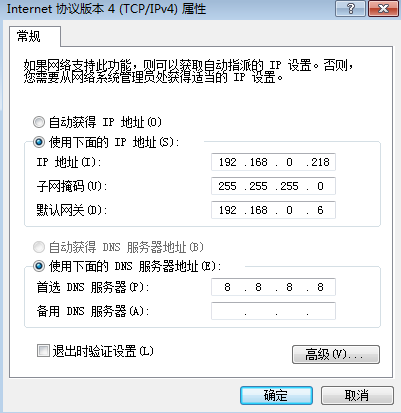 Internet 协议版本 4 (TCP/IPv4) 属性
常规
如果网络支持此功能，则可以获取自动指派的 IP 设置。否则，
您需要从网络系统管理员处获得适当的 IP 设置。
自动获得 IP 地址(O)
使用下面的 IP 地址(S):
IP 地址(I): 192 .168 . 0 .218
子网掩码(U): 255 .255 .255 . 0
默认网关(D): 192 .168 . 0 . 6
自动获得 DNS 服务器地址(B)
使用下面的 DNS 服务器地址(E):
首选 DNS 服务器(P): 8 . 8 . 8 . 8
备用 DNS 服务器(A): . . .
退出时验证设置(L)
高级(V)...
确定 取消